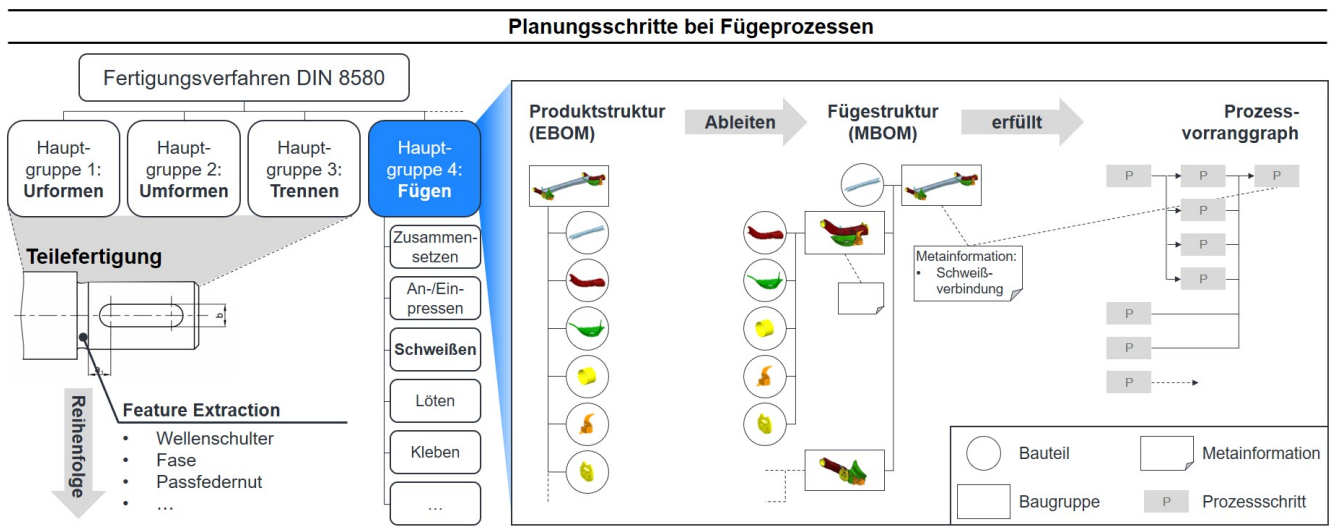 Planungsschritte bei Fügeprozessen
Fertigungsverfahren DIN 8580
Haupt-
gruppe 1:
Urformen
Haupt-
gruppe 2:
Umformen
Haupt-
gruppe 3:
Trennen
Haupt-
gruppe 4:
Fügen
Teilefertigung
b
Reihenfolge
Feature Extraction
• Wellenschulter
• Fase
• Passfedernut
• …
Zusammen-
setzen
An-/Ein-
pressen
Schweißen
Löten
Kleben
…
Produktstruktur
(EBOM)
Ableiten
Fügestruktur
(MBOM)
erfüllt
Prozess-
vorranggraph
Metainformation:
• Schweiß-
verbindung
P
P
P
P
P
P
P
P
P
Bauteil
Metainformation
Baugruppe
P
Prozessschritt